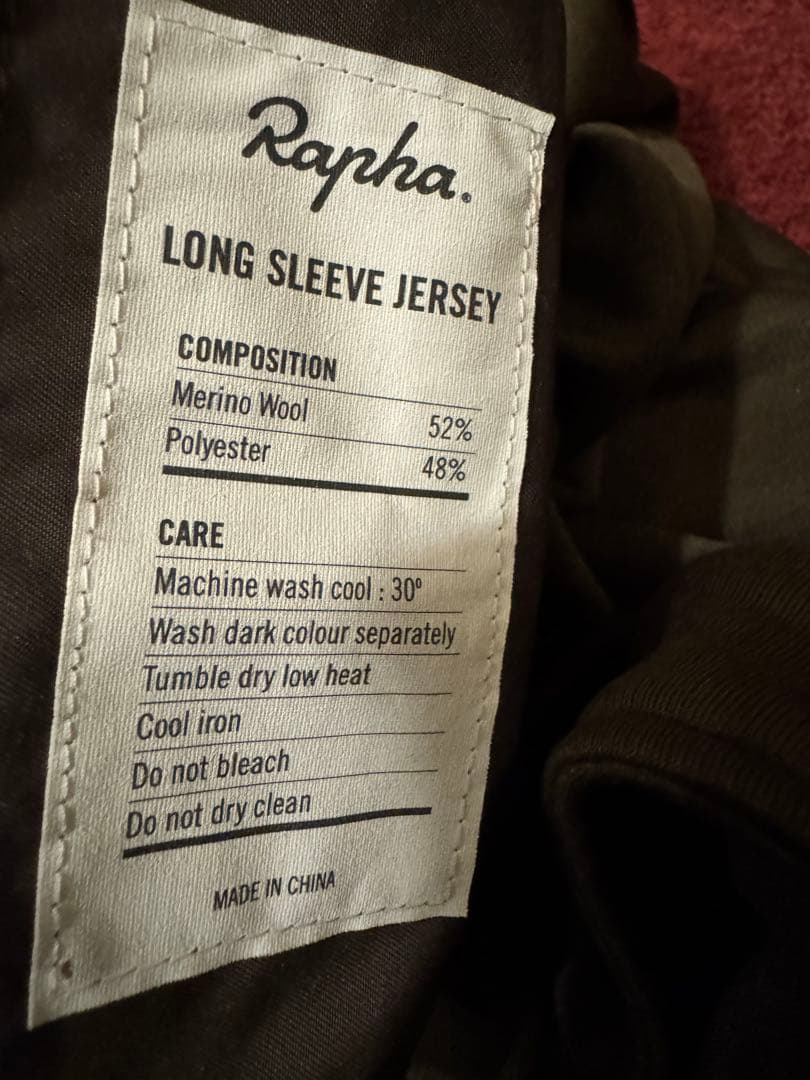 Rapha.
LONG SLEEVE JERSEY
COMPOSITION
Merino Wool 52%
Polyester 48%
CARE
Machine wash cool : 30°
Wash dark colour separately
Tumble dry low heat
Cool iron
Do not bleach
Do not dry clean
MADE IN CHINA